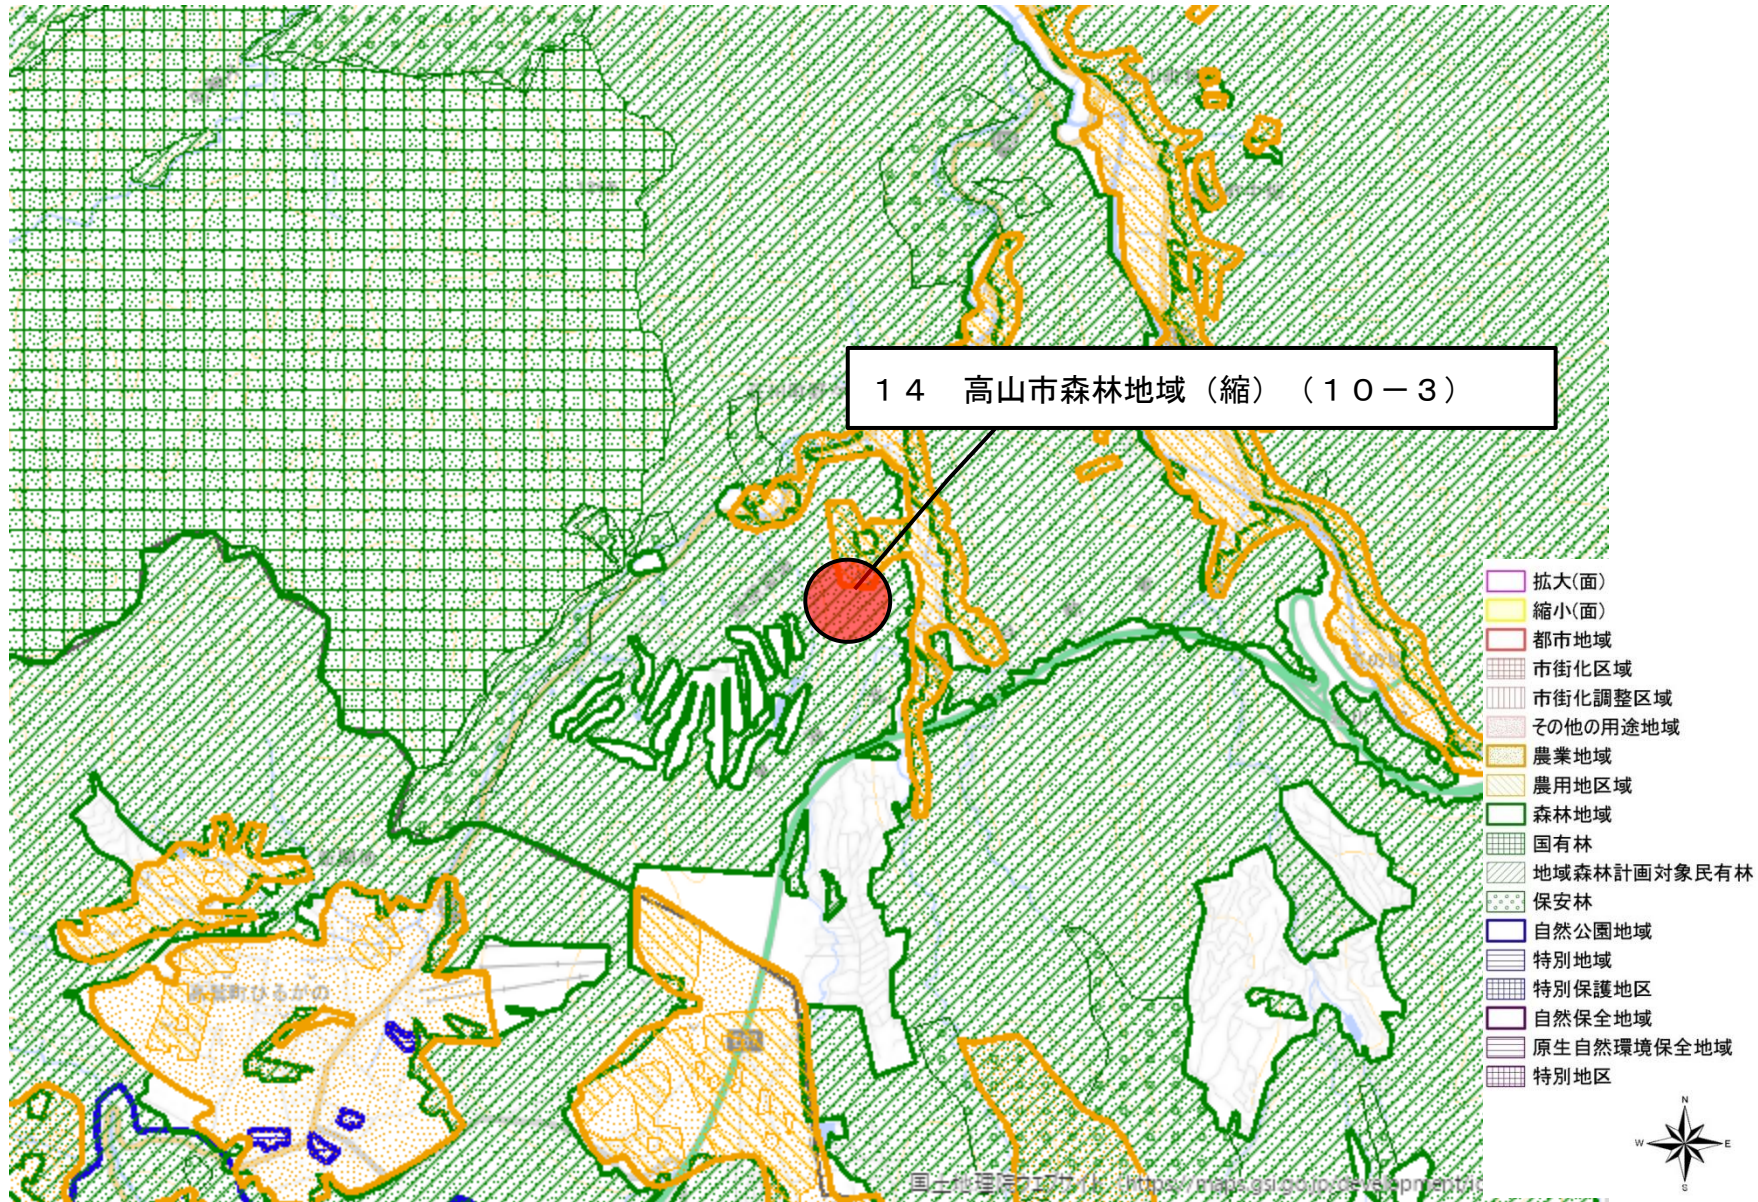 14　高山市森林地域（縮）（10－3）
拡大(面)
縮小(面)
都市地域
市街化区域
市街化調整区域
その他の用途地域
農業地域
農用地区域
森林地域
国有林
地域森林計画対象民有林
保安林
自然公園地域
特別地域
特別保護地区
自然保全地域
原生自然環境保全地域
特別地区
N
W
E
S